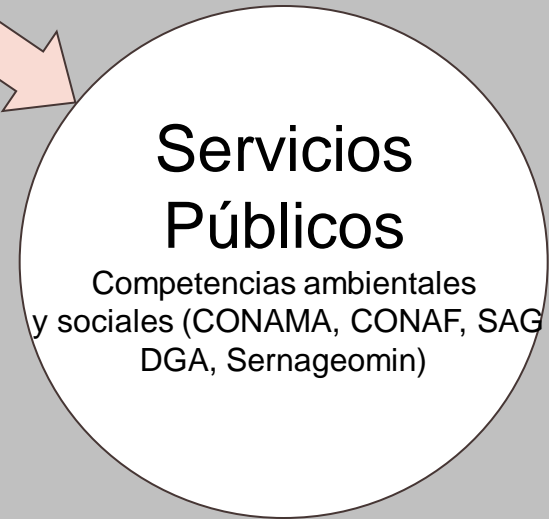 Servicios
Públicos
Competencias ambientales
y sociales (CONAMA, CONAF, SAG
DGA, Sernageomin)